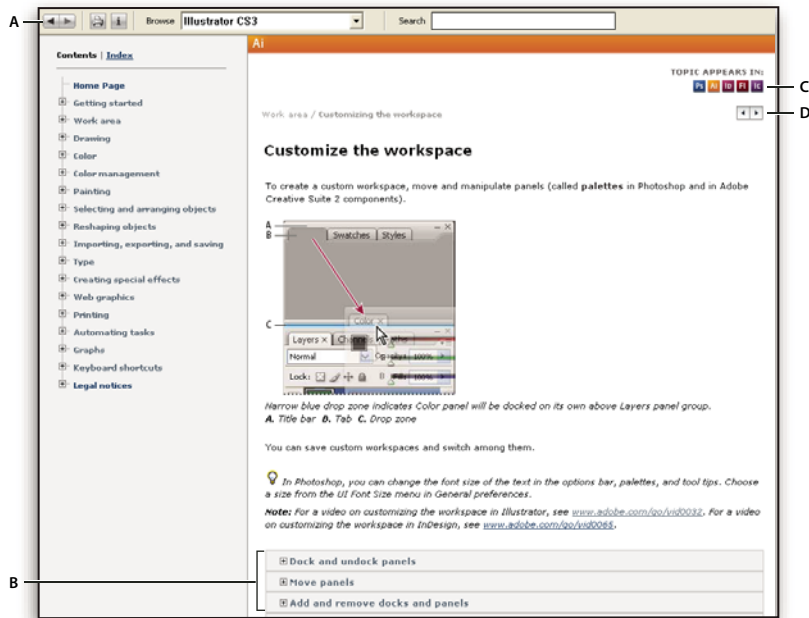 A
Browse Illustrator CS3 Search
Contents | Index
Home Page
Getting started
Work area
Drawing
Color
Color management
Painting
Selecting and arranging objects
Reshaping objects
Importing, exporting, and saving
Type
Creating special effects
Web graphics
Printing
Automating tasks
Graphs
Keyboard shortcuts
Legal notices
Ai
TOPIC APPEARS IN:
Ps Ai ID Fl
C
D
Work area / Customizing the workspace
Customize the workspace
To create a custom workspace, move and manipulate panels (called palettes in Photoshop and in Adobe
Creative Suite 2 components).
A
B
Swatches Styles
C
Color ×
Layers ×
Normal 100%
Lock: 100%
Narrow blue drop zone indicates Color panel will be docked on its own above Layers panel group.
A. Title bar B. Tab C. Drop zone
You can save custom workspaces and switch among them.
In Photoshop, you can change the font size of the text in the options bar, palettes, and tool tips. Choose
a size from the UI Font Size menu in General preferences.
Note: For a video on customizing the workspace in Illustrator, see www.adobe.com/go/vid0032. For a video
on customizing the workspace in InDesign, see www.adobe.com/go/vid0065.
B
Dock and undock panels
Move panels
Add and remove docks and panels